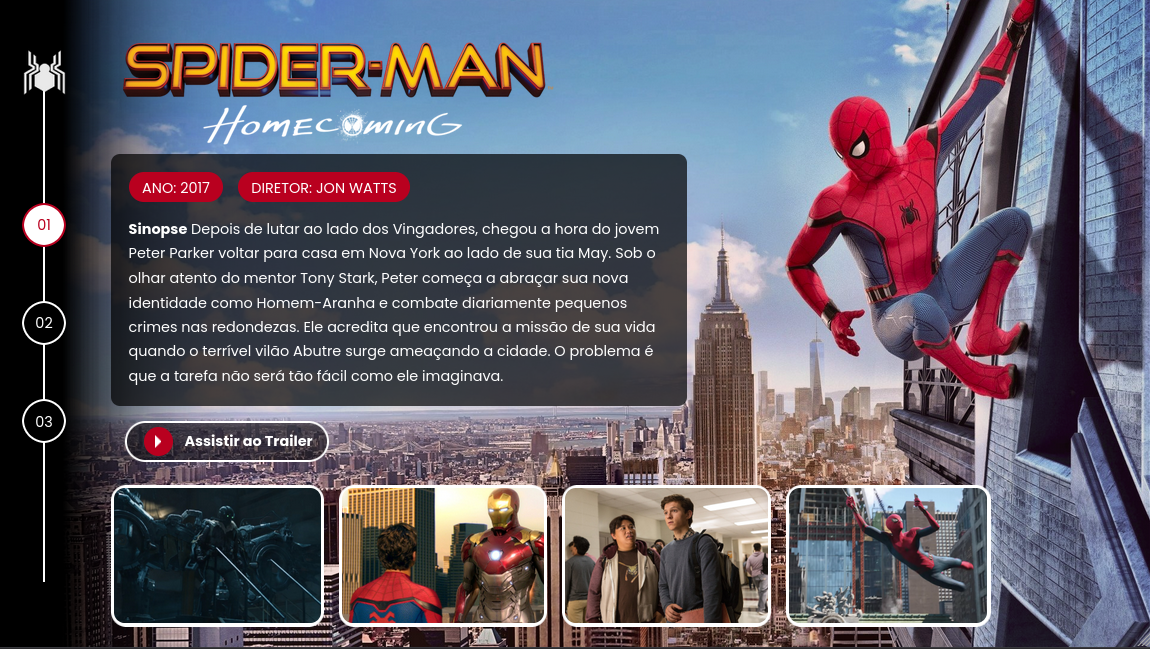 SPIDER-MAN
HOMECOMING
ANO: 2017
DIRETOR: JON WATTS
Sinopse Depois de lutar ao lado dos Vingadores, chegou a hora do jovem
Peter Parker voltar para casa em Nova York ao lado de sua tia May. Sob o
olhar atento do mentor Tony Stark, Peter começa a abraçar sua nova
identidade como Homem-Aranha e combate diariamente pequenos
crimes nas redondezas. Ele acredita que encontrou a missão de sua vida
quando o terrível vilão Abutre surge ameaçando a cidade. O problema é
que a tarefa não será tão fácil como ele imaginava.
01
02
03
Assistir ao Trailer